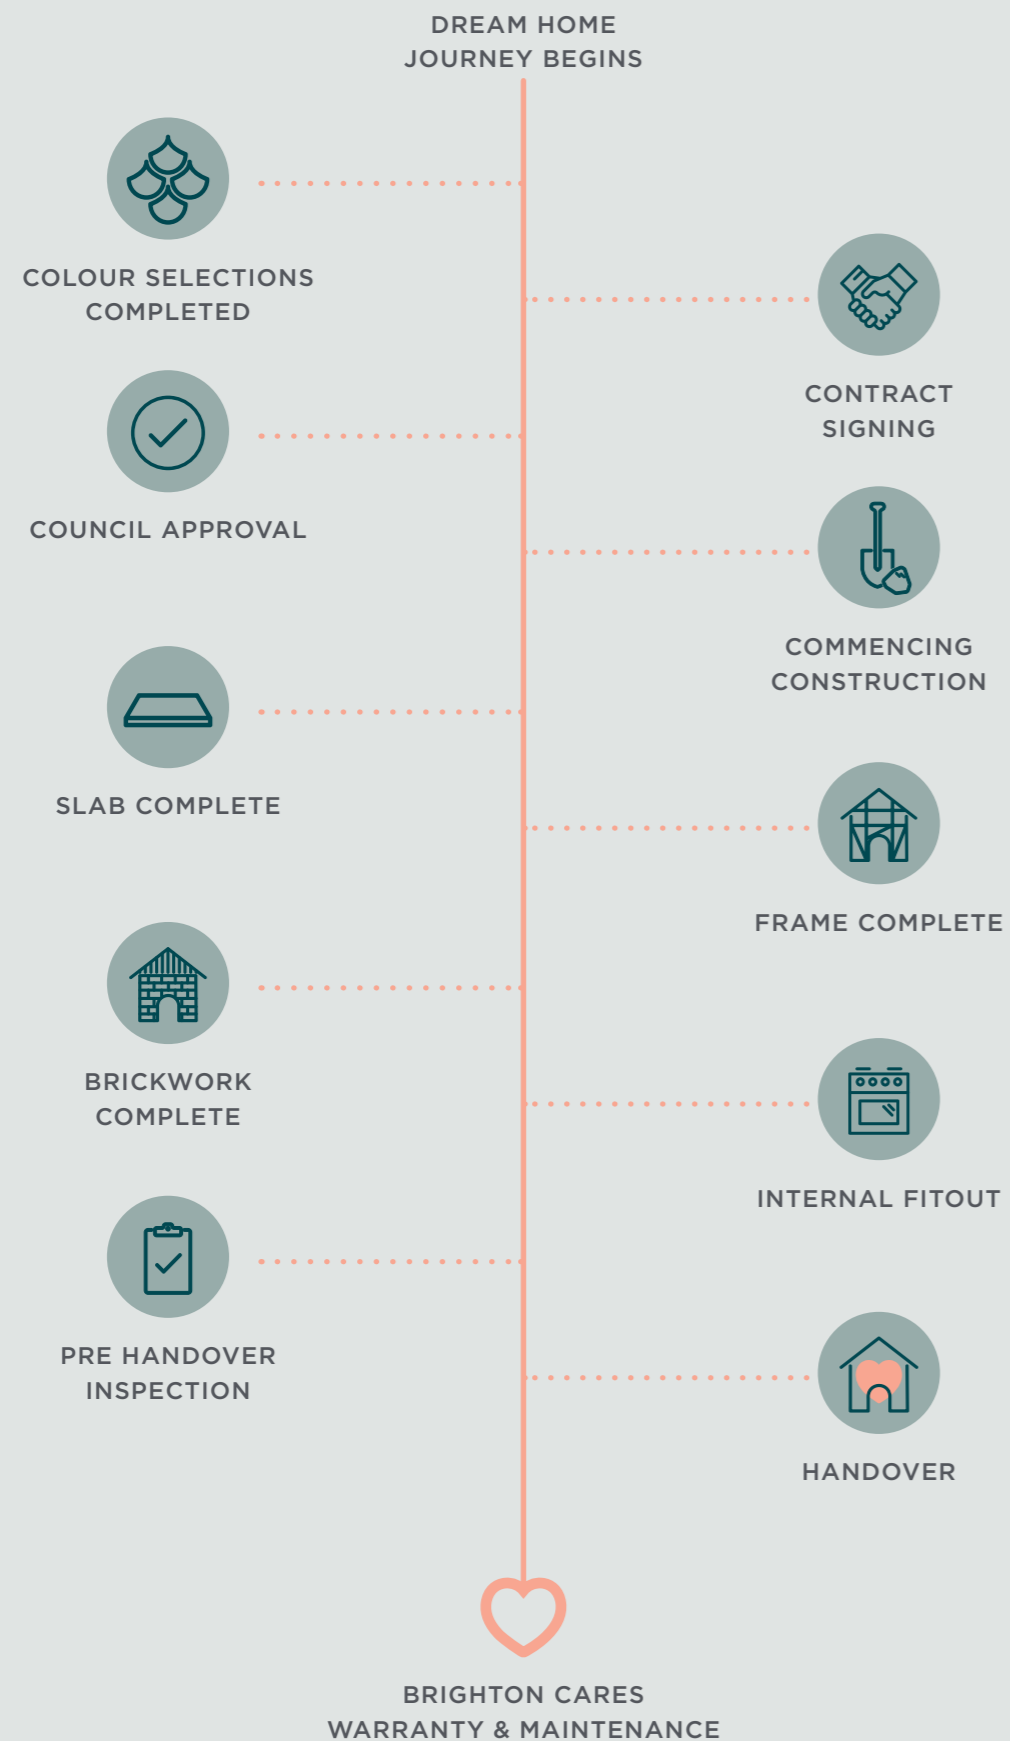 DREAM HOME
JOURNEY BEGINS
COLOUR SELECTIONS
COMPLETED
CONTRACT
SIGNING
COUNCIL APPROVAL
COMMENCING
CONSTRUCTION
SLAB COMPLETE
FRAME COMPLETE
BRICKWORK
COMPLETE
INTERNAL FITOUT
PRE HANDOVER
INSPECTION
HANDOVER
BRIGHTON CARES
WARRANTY & MAINTENANCE